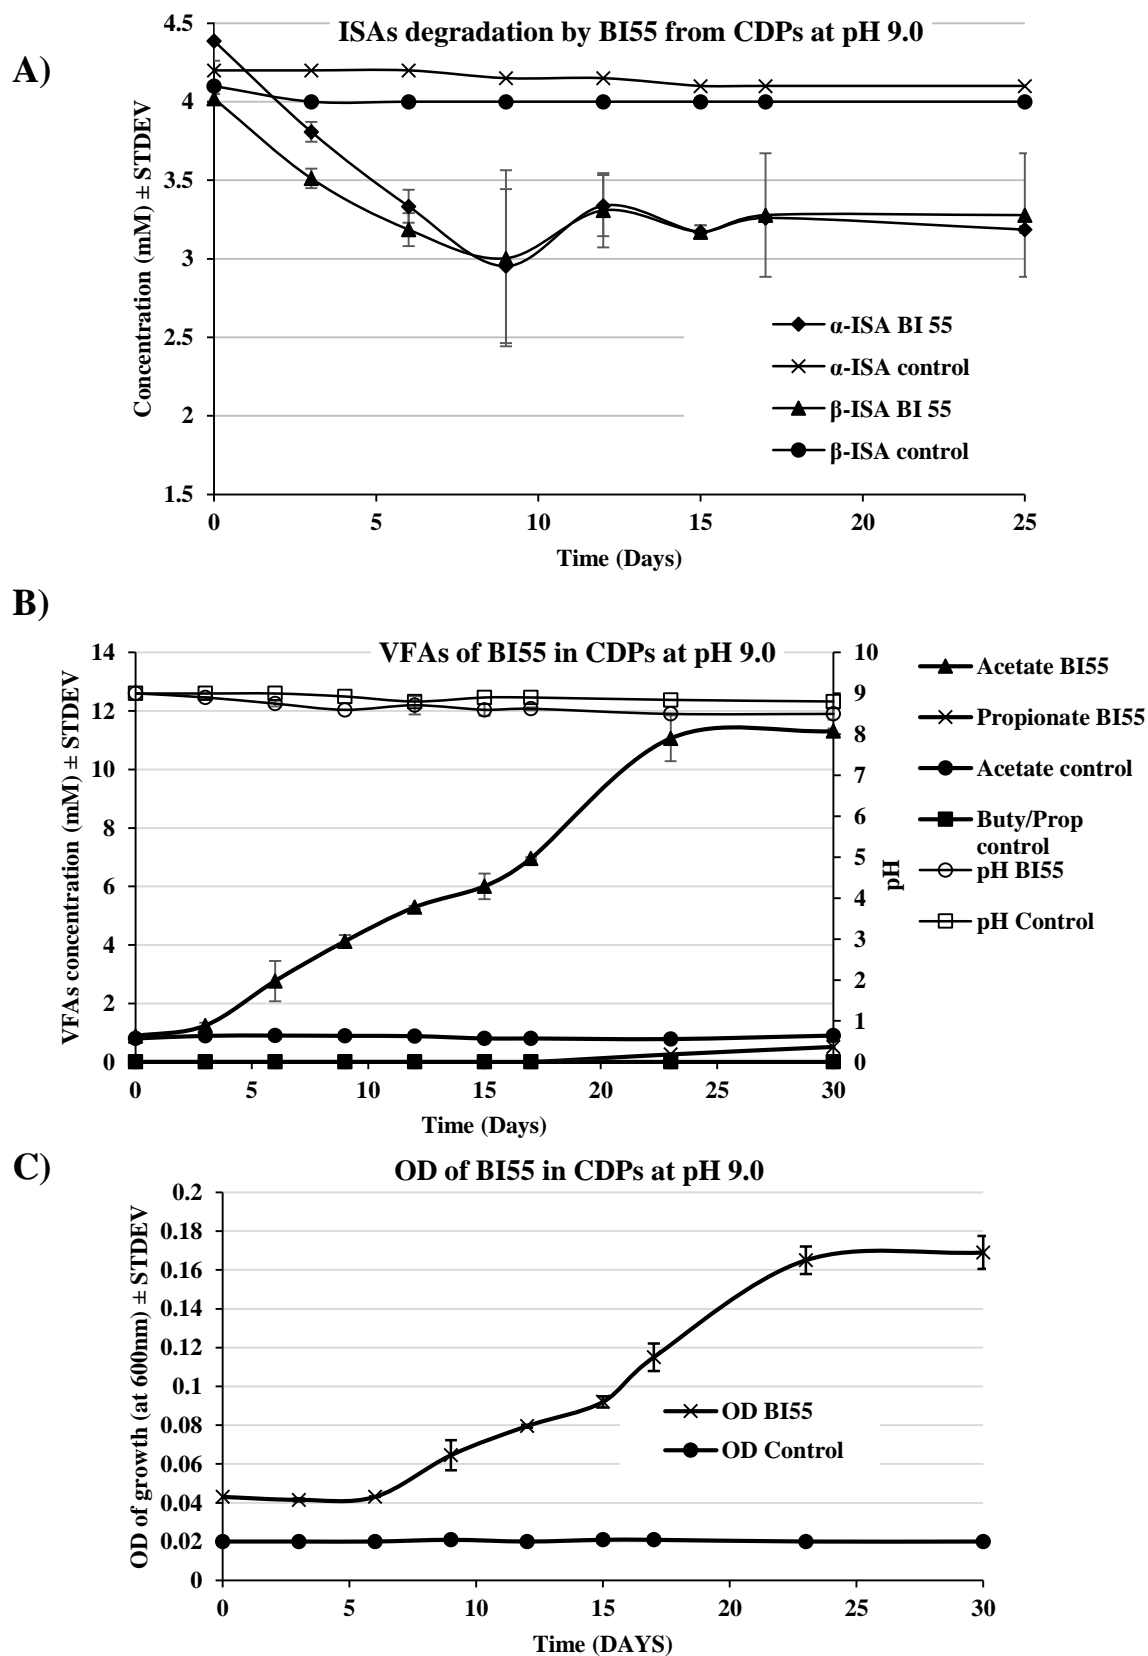 A)
ISAs degradation by BI55 from CDPs at pH 9.0
Concentration (mM) ± STDEV
4.5
4
3.5
3
2.5
2
1.5
0 5 10 15 20 25
Time (Days)
α-ISA BI 55
α-ISA control
β-ISA BI 55
β-ISA control
B)
VFAs of BI55 in CDPs at pH 9.0
VFAs concentration (mM) ± STDEV
14
12
10
8
6
4
2
0
10
9
8
7
6
5
4
3
2
1
0
pH
0 5 10 15 20 25 30
Time (Days)
Acetate BI55
Propionate BI55
Acetate control
Buty/Prop
control
pH BI55
pH Control
C)
OD of BI55 in CDPs at pH 9.0
OD of growth (at 600nm) ± STDEV
0.2
0.18
0.16
0.14
0.12
0.1
0.08
0.06
0.04
0.02
0
0 5 10 15 20 25 30
Time (DAYS)
OD BI55
OD Control